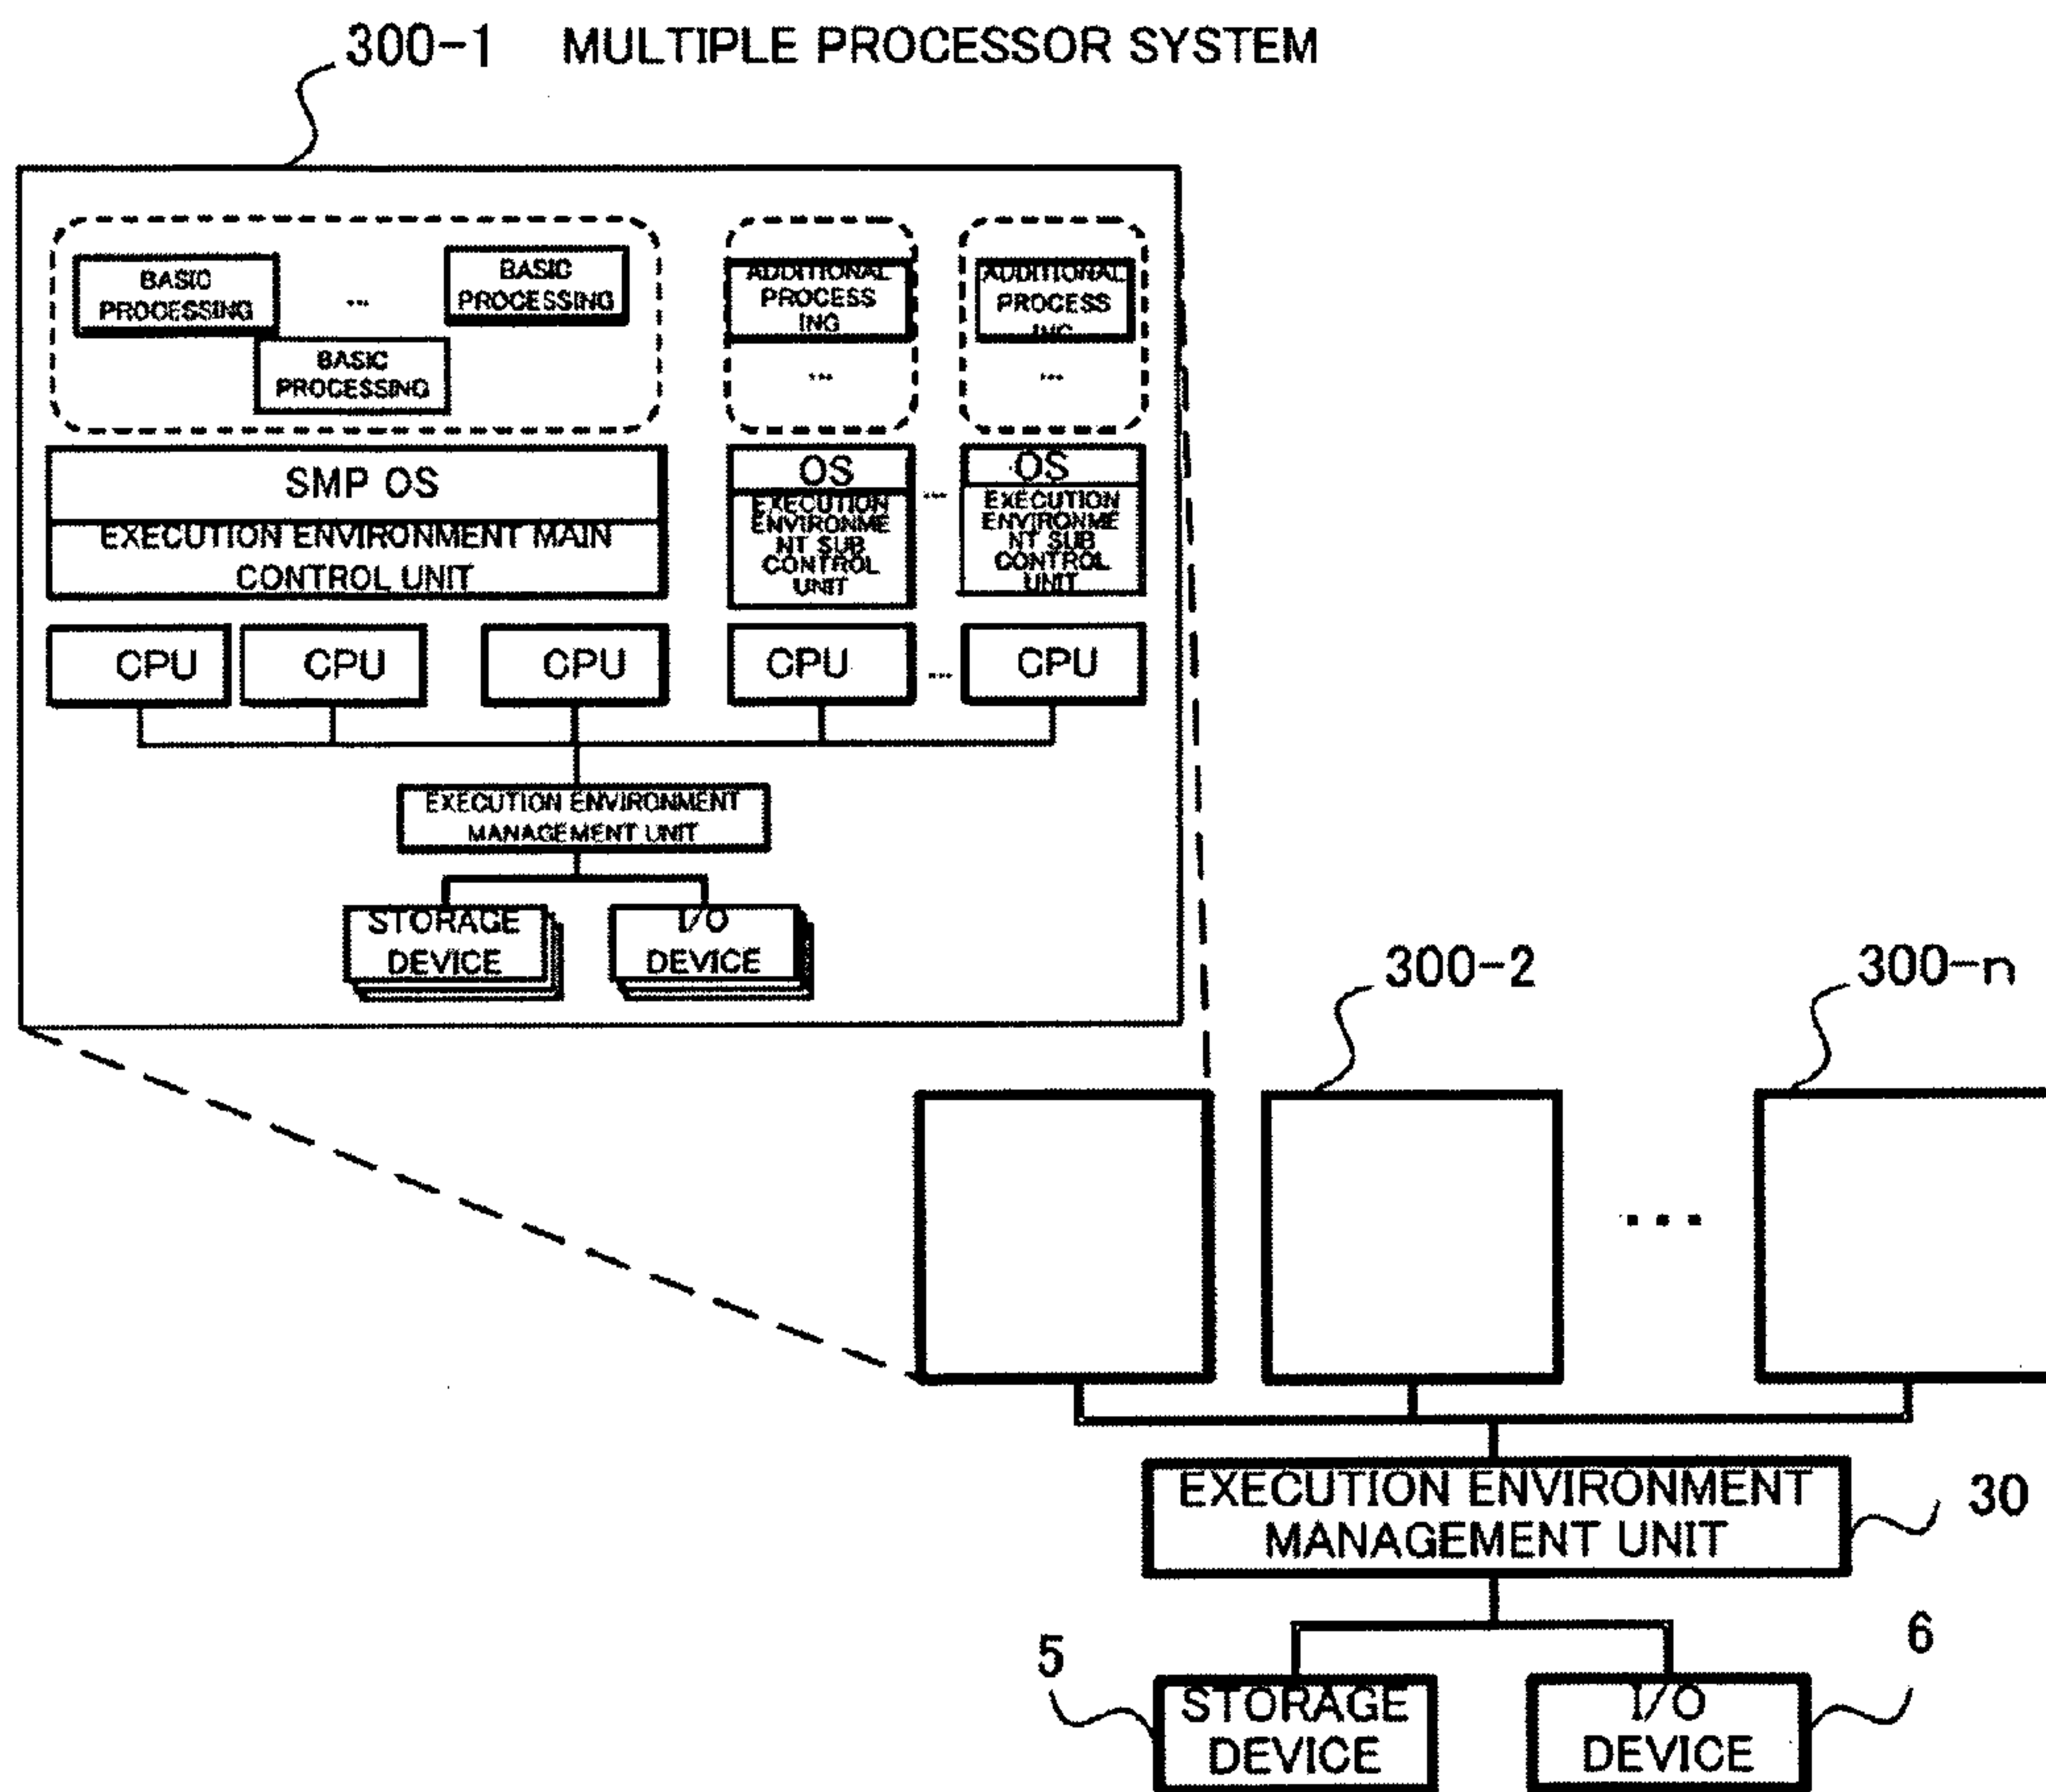 300-1 MULTIPLE PROCESSOR SYSTEM
BASIC
PROCESSING
...
BASIC
PROCESSING
BASIC
PROCESSING
ADDITIONAL
PROCESS
ING
...
ADDITIONAL
PROCESS
ING
...
SMP OS
EXECUTION ENVIRONMENT MAIN
CONTROL UNIT
OS
EXECUTION
ENVIRONME
NT SUB
CONTROL
UNIT
...
OS
EXECUTION
ENVIRONME
NT SUB
CONTROL
UNIT
CPU
CPU
CPU
CPU
...
CPU
EXECUTION ENVIRONMENT
MANAGEMENT UNIT
STORAGE
DEVICE
I/O
DEVICE
300-2
300-n
...
EXECUTION ENVIRONMENT
MANAGEMENT UNIT
30
5
STORAGE
DEVICE
6
I/O
DEVICE